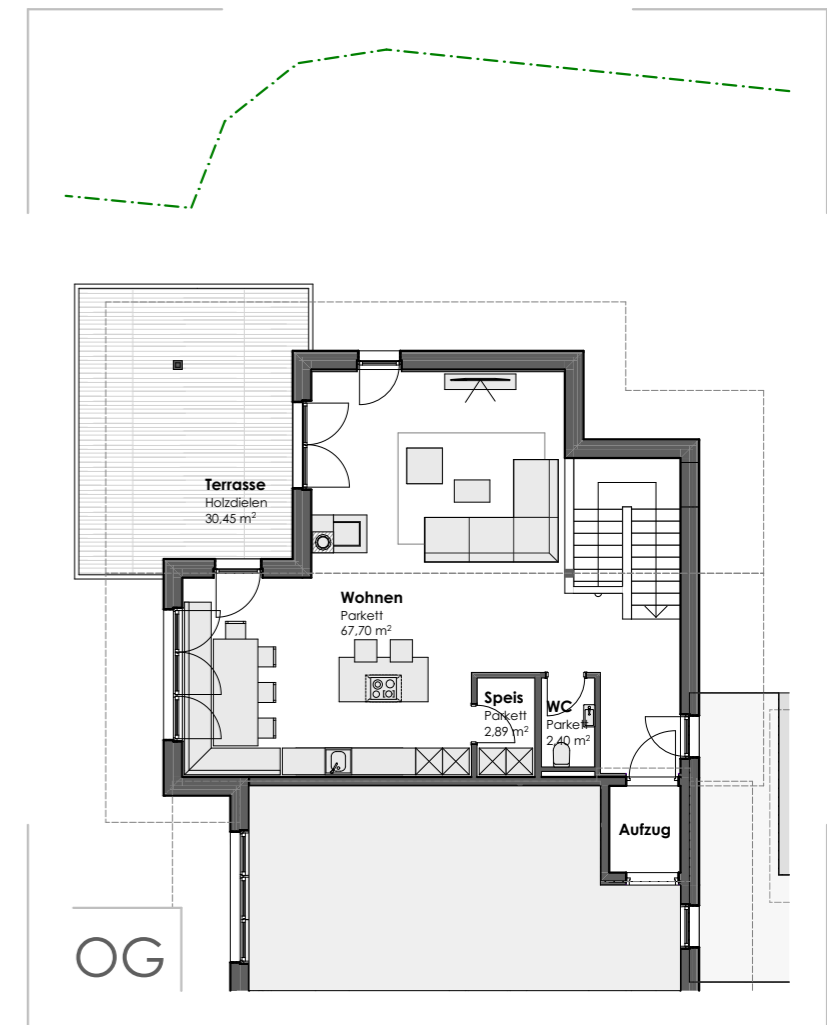 Terrasse
Holzdielen
30,45 m²
Wohnen
Parkett
67,70 m²
Speis
Parkett
2,89 m²
WC
Parkett
2,40 m²
Aufzug
OG